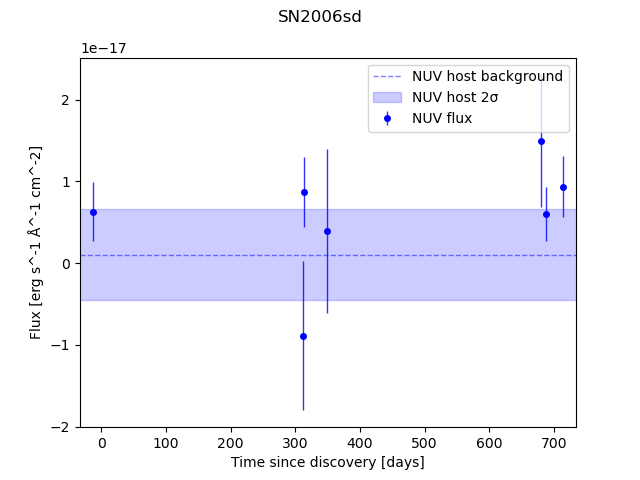 SN2006sd
1e−17
NUV host background
NUV host 2σ
NUV flux
2
1
0
−1
−2
Flux [erg s^-1 Å^-1 cm^-2]
0 100 200 300 400 500 600 700
Time since discovery [days]